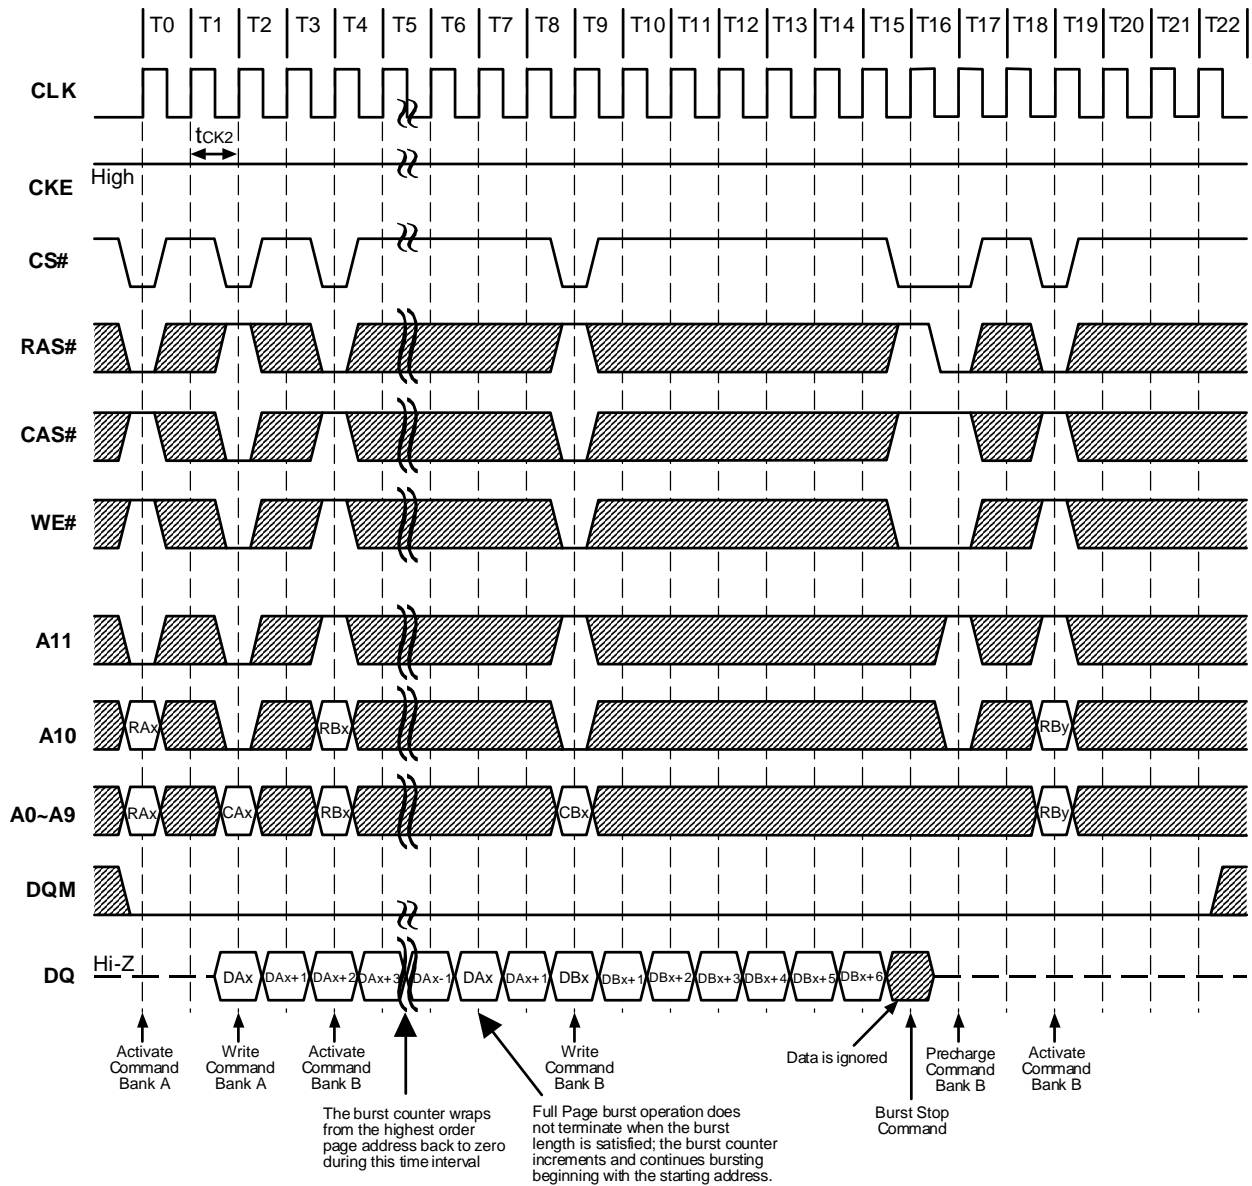 T0 T1 T2 T3 T4 T5 T6 T7 T8 T9 T10 T11 T12 T13 T14 T15 T16 T17 T18 T19 T20 T21 T22
CLK
tCK2
High
CKE
CS#
RAS#
CAS#
WE#
A11
A10 RAx RBx RBy
A0~A9 RAx CAx RBx CBx RBy
DQM
Hi-Z
DQ DAx DAx+1 DAx+2 DAx+3 DAx-1 DAx DAx+1 DBx DBx+1 DBx+2 DBx+3 DBx+4 DBx+5 DBx+6
Activate
Command
Bank A
Write
Command
Bank A
Activate
Command
Bank B
Write
Command
Bank B
Data is ignored
Precharge
Command
Bank B
Activate
Command
Bank B
The burst counter wraps
from the highest order
page address back to zero
during this time interval
Full Page burst operation does
not terminate when the burst
length is satisfied; the burst counter
increments and continues bursting
beginning with the starting address.
Burst Stop
Command